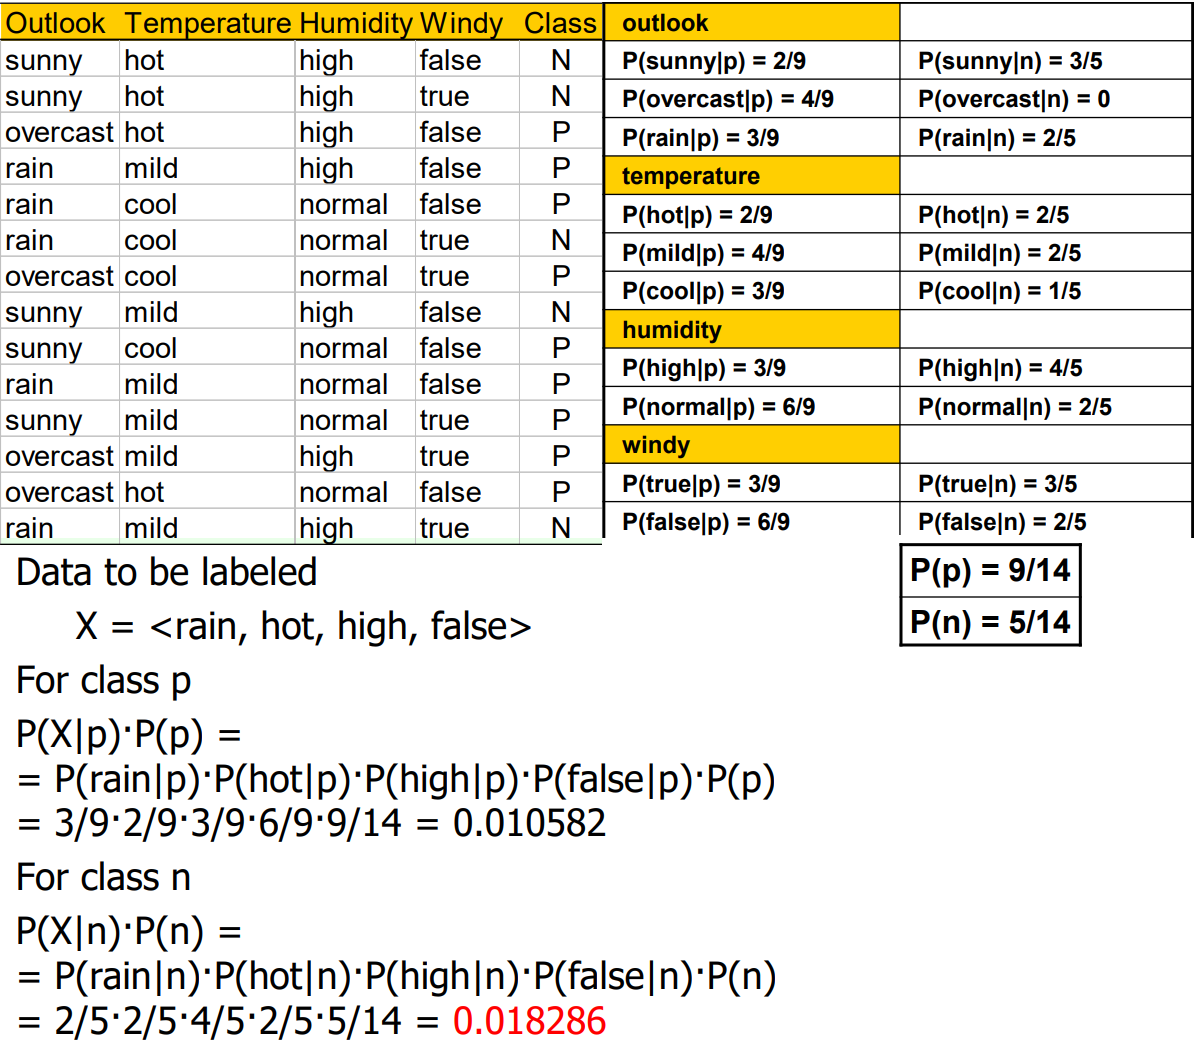 Outlook Temperature Humidity Windy Class
sunny hot high false N
sunny hot high true N
overcast hot high false P
rain mild high false P
rain cool normal false P
rain cool normal true N
overcast cool normal true P
sunny mild high false N
sunny cool normal false P
rain mild normal false P
sunny mild normal true P
overcast mild high true P
overcast hot normal false P
rain mild high true N
outlook
P(sunny|p) = 2/9 P(sunny|n) = 3/5
P(overcast|p) = 4/9 P(overcast|n) = 0
P(rain|p) = 3/9 P(rain|n) = 2/5
temperature
P(hot|p) = 2/9 P(hot|n) = 2/5
P(mild|p) = 4/9 P(mild|n) = 2/5
P(cool|p) = 3/9 P(cool|n) = 1/5
humidity
P(high|p) = 3/9 P(high|n) = 4/5
P(normal|p) = 6/9 P(normal|n) = 2/5
windy
P(true|p) = 3/9 P(true|n) = 3/5
P(false|p) = 6/9 P(false|n) = 2/5
P(p) = 9/14
P(n) = 5/14
Data to be labeled
X = <rain, hot, high, false>
For class p
P(X|p)·P(p) =
= P(rain|p)·P(hot|p)·P(high|p)·P(false|p)·P(p)
= 3/9·2/9·3/9·6/9·9/14 = 0.010582
For class n
P(X|n)·P(n) =
= P(rain|n)·P(hot|n)·P(high|n)·P(false|n)·P(n)
= 2/5·2/5·4/5·2/5·5/14 = 0.018286